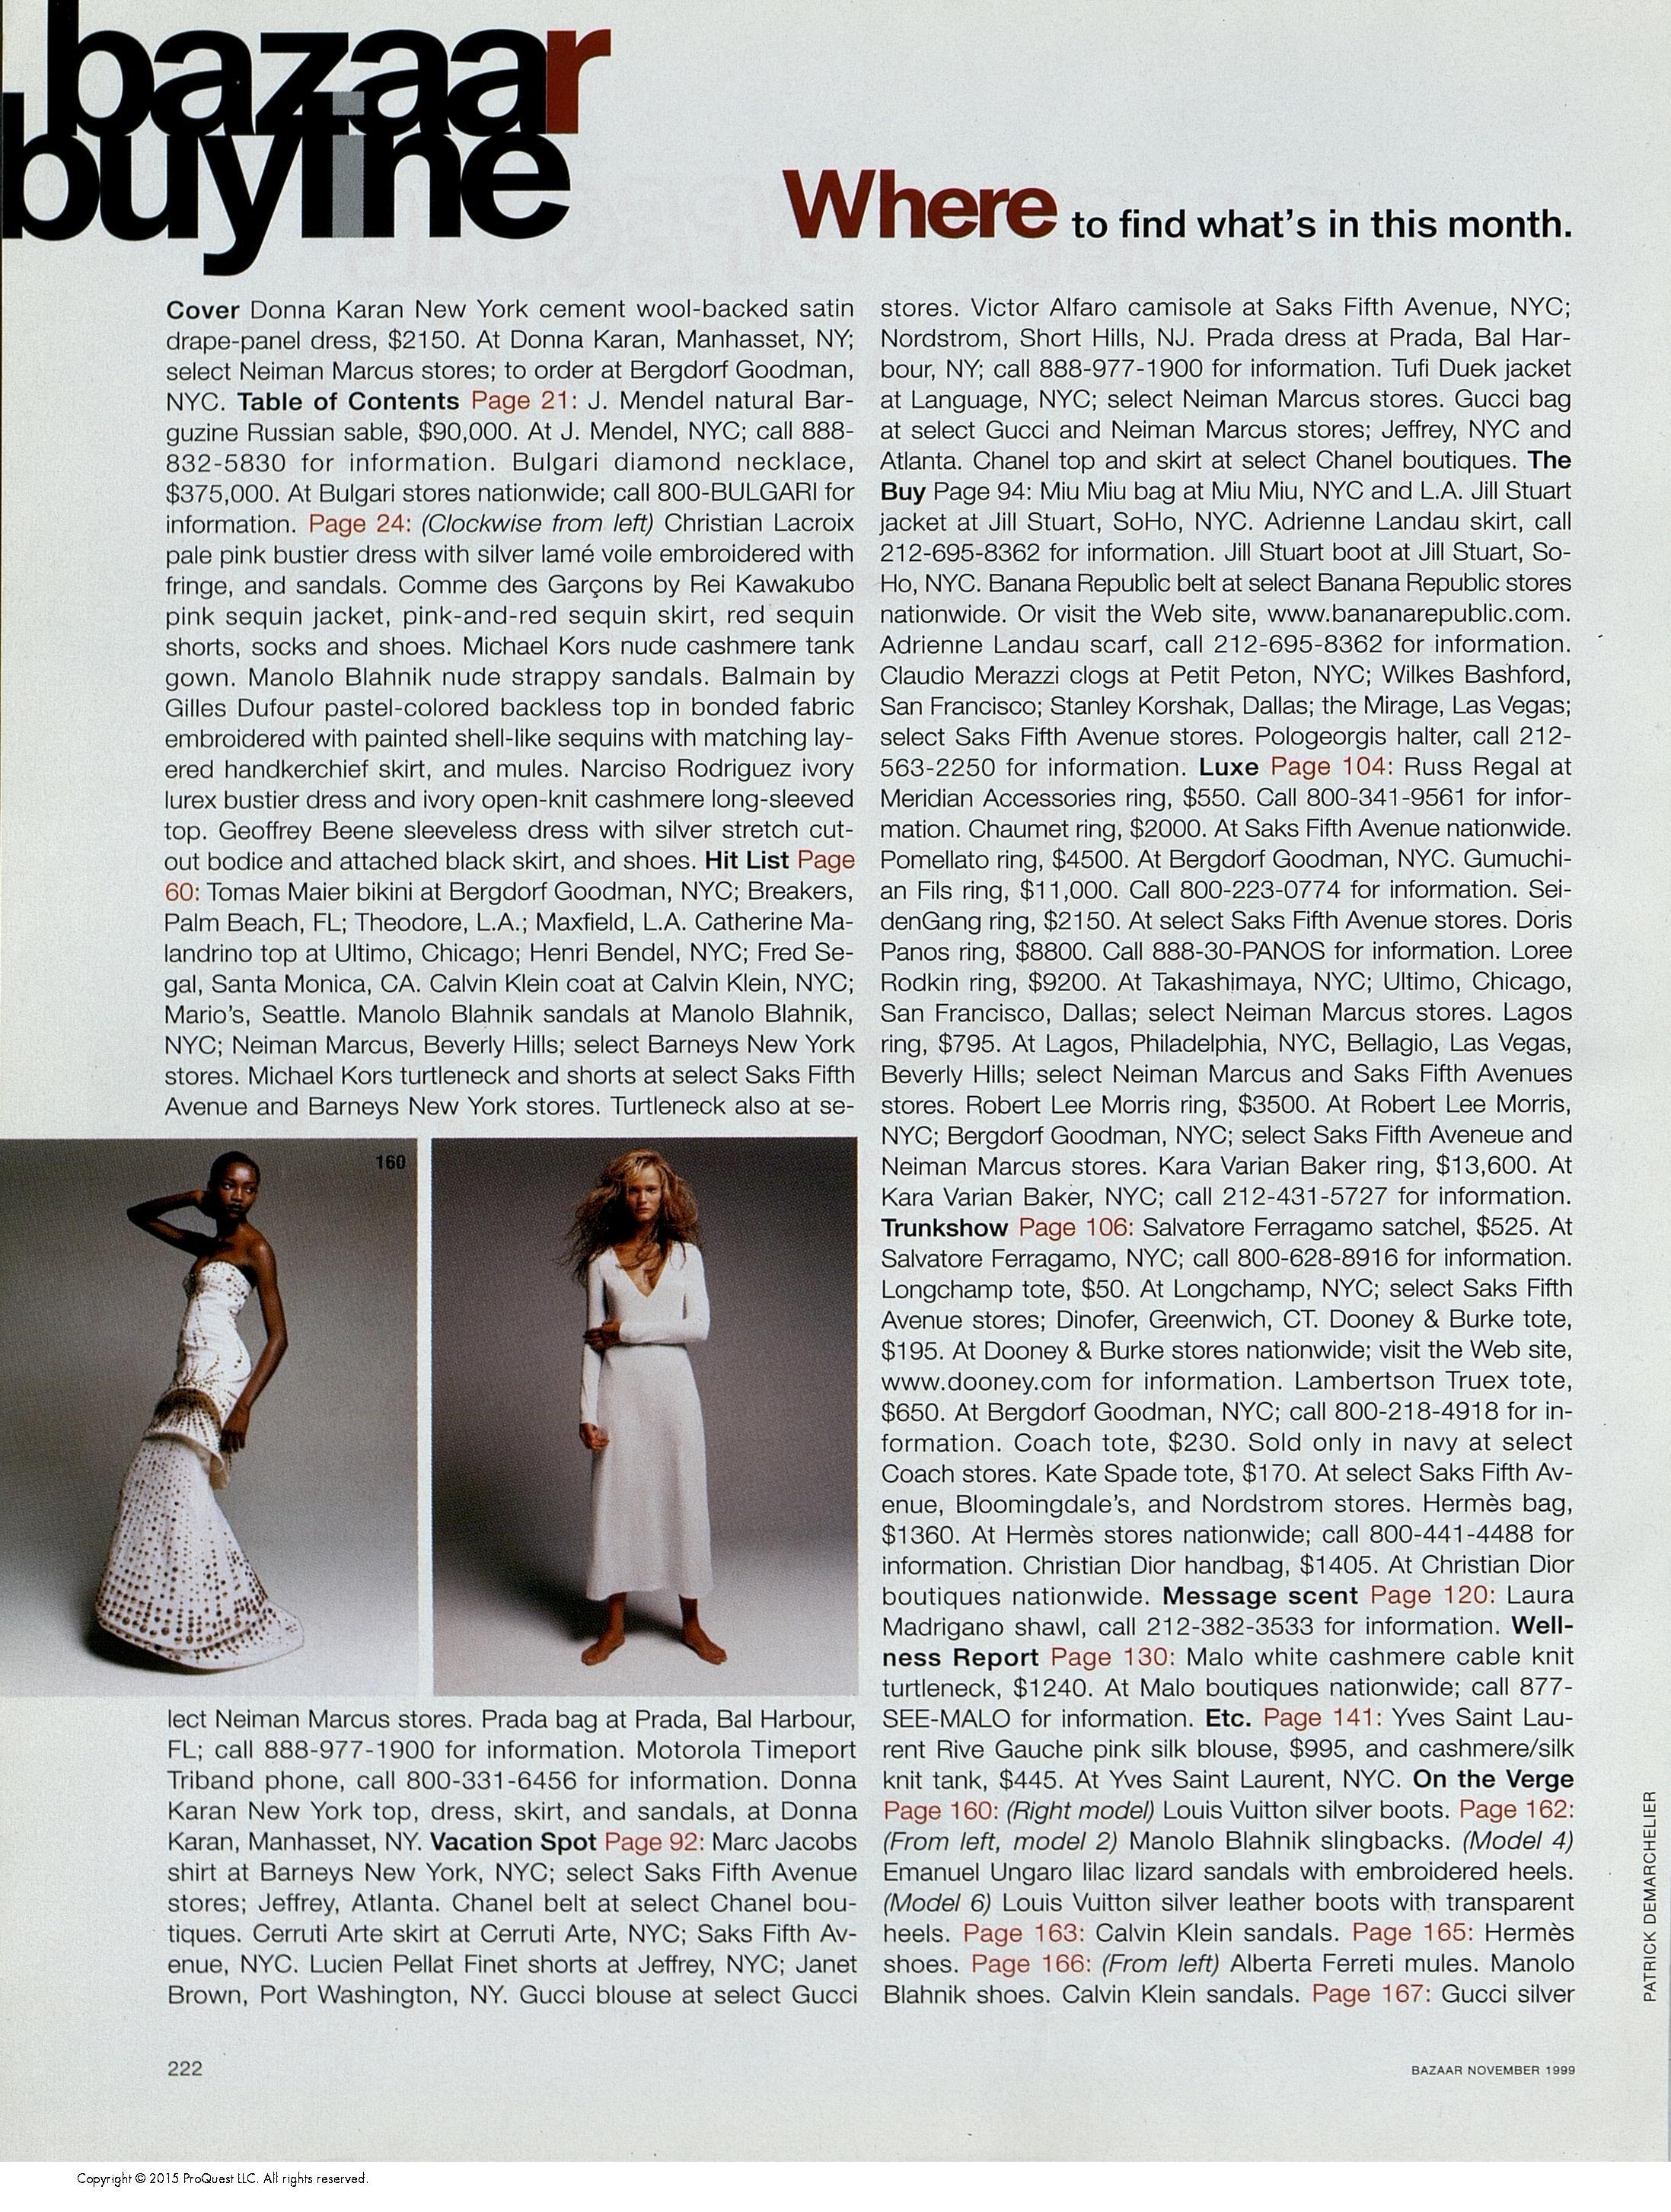 bazaar
buyline
Where to find what's in this month.
Cover Donna Karan New York cement wool-backed satin
drape-panel dress, $2150. At Donna Karan, Manhasset, NY;
select Neiman Marcus stores; to order at Bergdorf Goodman,
NYC. Table of Contents Page 21: J. Mendel natural Bar-
guzine Russian sable, $90,000. At J. Mendel, NYC; call 888-
832-5830 for information. Bulgari diamond necklace,
$375,000. At Bulgari stores nationwide; call 800-BULGARI for
information. Page 24: (Clockwise from left) Christian Lacroix
pale pink bustier dress with silver lamé voile embroidered with
fringe, and sandals. Comme des Garçons by Rei Kawakubo
pink sequin jacket, pink-and-red sequin skirt, red sequin
shorts, socks and shoes. Michael Kors nude cashmere tank
gown. Manolo Blahnik nude strappy sandals. Balmain by
Gilles Dufour pastel-colored backless top in bonded fabric
embroidered with painted shell-like sequins with matching lay-
ered handkerchief skirt, and mules. Narciso Rodriguez ivory
lurex bustier dress and ivory open-knit cashmere long-sleeved
top. Geoffrey Beene sleeveless dress with silver stretch cut-
out bodice and attached black skirt, and shoes. Hit List Page
60: Tomas Maier bikini at Bergdorf Goodman, NYC; Breakers,
Palm Beach, FL; Theodore, L.A.; Maxfield, L.A. Catherine Ma-
landrino top at Ultimo, Chicago; Henri Bendel, NYC; Fred Se-
gal, Santa Monica, CA. Calvin Klein coat at Calvin Klein, NYC;
Mario's, Seattle. Manolo Blahnik sandals at Manolo Blahnik,
NYC; Neiman Marcus, Beverly Hills; select Barneys New York
stores. Michael Kors turtleneck and shorts at select Saks Fifth
Avenue and Barneys New York stores. Turtleneck also at se-
160
lect Neiman Marcus stores. Prada bag at Prada, Bal Harbour,
FL; call 888-977-1900 for information. Motorola Timeport
Triband phone, call 800-331-6456 for information. Donna
Karan New York top, dress, skirt, and sandals, at Donna
Karan, Manhasset, NY. Vacation Spot Page 92: Marc Jacobs
shirt at Barneys New York, NYC; select Saks Fifth Avenue
stores; Jeffrey, Atlanta. Chanel belt at select Chanel bou-
tiques. Cerruti Arte skirt at Cerruti Arte, NYC; Saks Fifth Av-
enue, NYC. Lucien Pellat Finet shorts at Jeffrey, NYC; Janet
Brown, Port Washington, NY. Gucci blouse at select Gucci
stores. Victor Alfaro camisole at Saks Fifth Avenue, NYC;
Nordstrom, Short Hills, NJ. Prada dress at Prada, Bal Har-
bour, NY; call 888-977-1900 for information. Tufi Duek jacket
at Language, NYC; select Neiman Marcus stores. Gucci bag
at select Gucci and Neiman Marcus stores; Jeffrey, NYC and
Atlanta. Chanel top and skirt at select Chanel boutiques. The
Buy Page 94: Miu Miu bag at Miu Miu, NYC and L.A. Jill Stuart
jacket at Jill Stuart, SoHo, NYC. Adrienne Landau skirt, call
212-695-8362 for information. Jill Stuart boot at Jill Stuart, So-
Ho, NYC. Banana Republic belt at select Banana Republic stores
nationwide. Or visit the Web site, www.bananarepublic.com.
Adrienne Landau scarf, call 212-695-8362 for information.
Claudio Merazzi clogs at Petit Peton, NYC; Wilkes Bashford,
San Francisco; Stanley Korshak, Dallas; the Mirage, Las Vegas;
select Saks Fifth Avenue stores. Pologeorgis halter, call 212-
563-2250 for information. Luxe Page 104: Russ Regal at
Meridian Accessories ring, $550. Call 800-341-9561 for infor-
mation. Chaumet ring, $2000. At Saks Fifth Avenue nationwide.
Pomellato ring, $4500. At Bergdorf Goodman, NYC. Gumuchi-
an Fils ring, $11,000. Call 800-223-0774 for information. Sei-
denGang ring, $2150. At select Saks Fifth Avenue stores. Doris
Panos ring, $8800. Call 888-30-PANOS for information. Loree
Rodkin ring, $9200. At Takashimaya, NYC; Ultimo, Chicago,
San Francisco, Dallas; select Neiman Marcus stores. Lagos
ring, $795. At Lagos, Philadelphia, NYC, Bellagio, Las Vegas,
Beverly Hills; select Neiman Marcus and Saks Fifth Avenues
stores. Robert Lee Morris ring, $3500. At Robert Lee Morris,
NYC; Bergdorf Goodman, NYC; select Saks Fifth Aveneue and
Neiman Marcus stores. Kara Varian Baker ring, $13,600. At
Kara Varian Baker, NYC; call 212-431-5727 for information.
Trunkshow Page 106: Salvatore Ferragamo satchel, $525. At
Salvatore Ferragamo, NYC; call 800-628-8916 for information.
Longchamp tote, $50. At Longchamp, NYC; select Saks Fifth
Avenue stores; Dinofer, Greenwich, CT. Dooney & Burke tote,
$195. At Dooney & Burke stores nationwide; visit the Web site,
www.dooney.com for information. Lambertson Truex tote,
$650. At Bergdorf Goodman, NYC; call 800-218-4918 for in-
formation. Coach tote, $230. Sold only in navy at select
Coach stores. Kate Spade tote, $170. At select Saks Fifth Av-
enue, Bloomingdale's, and Nordstrom stores. Hermès bag,
$1360. At Hermès stores nationwide; call 800-441-4488 for
information. Christian Dior handbag, $1405. At Christian Dior
boutiques nationwide. Message scent Page 120: Laura
Madrigano shawl, call 212-382-3533 for information. Well-
ness Report Page 130: Malo white cashmere cable knit
turtleneck, $1240. At Malo boutiques nationwide; call 877-
SEE-MALO for information. Etc. Page 141: Yves Saint Lau-
rent Rive Gauche pink silk blouse, $995, and cashmere/silk
knit tank, $445. At Yves Saint Laurent, NYC. On the Verge
Page 160: (Right model) Louis Vuitton silver boots. Page 162:
(From left, model 2) Manolo Blahnik slingbacks. (Model 4)
Emanuel Ungaro lilac lizard sandals with embroidered heels.
(Model 6) Louis Vuitton silver leather boots with transparent
heels. Page 163: Calvin Klein sandals. Page 165: Hermès
shoes. Page 166: (From left) Alberta Ferreti mules. Manolo
Blahnik shoes. Calvin Klein sandals. Page 167: Gucci silver
PATRICK DEMARCHELIER
222
BAZAAR NOVEMBER 1999
Copyright © 2015 ProQuest LLC. All rights reserved.